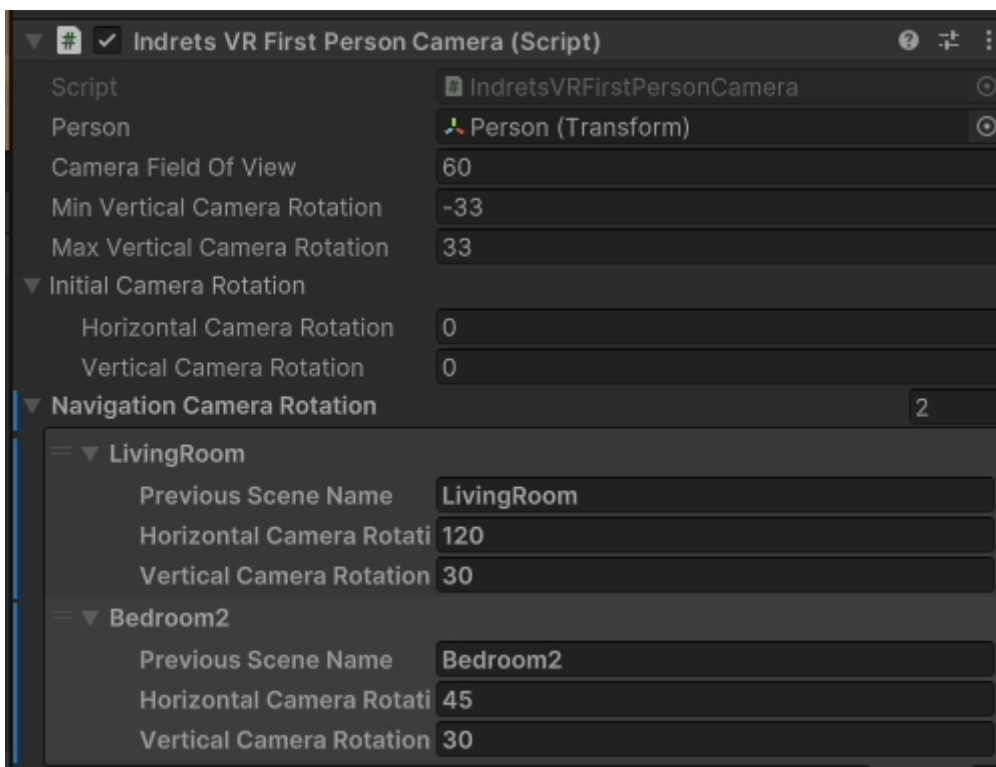 # Indrets VR First Person Camera (Script)
Script # IndretsVRFirstPersonCamera
Person Person (Transform)
Camera Field Of View 60
Min Vertical Camera Rotation -33
Max Vertical Camera Rotation 33
Initial Camera Rotation
Horizontal Camera Rotation 0
Vertical Camera Rotation 0
Navigation Camera Rotation 2
LivingRoom
Previous Scene Name LivingRoom
Horizontal Camera Rotati 120
Vertical Camera Rotation 30
Bedroom2
Previous Scene Name Bedroom2
Horizontal Camera Rotati 45
Vertical Camera Rotation 30